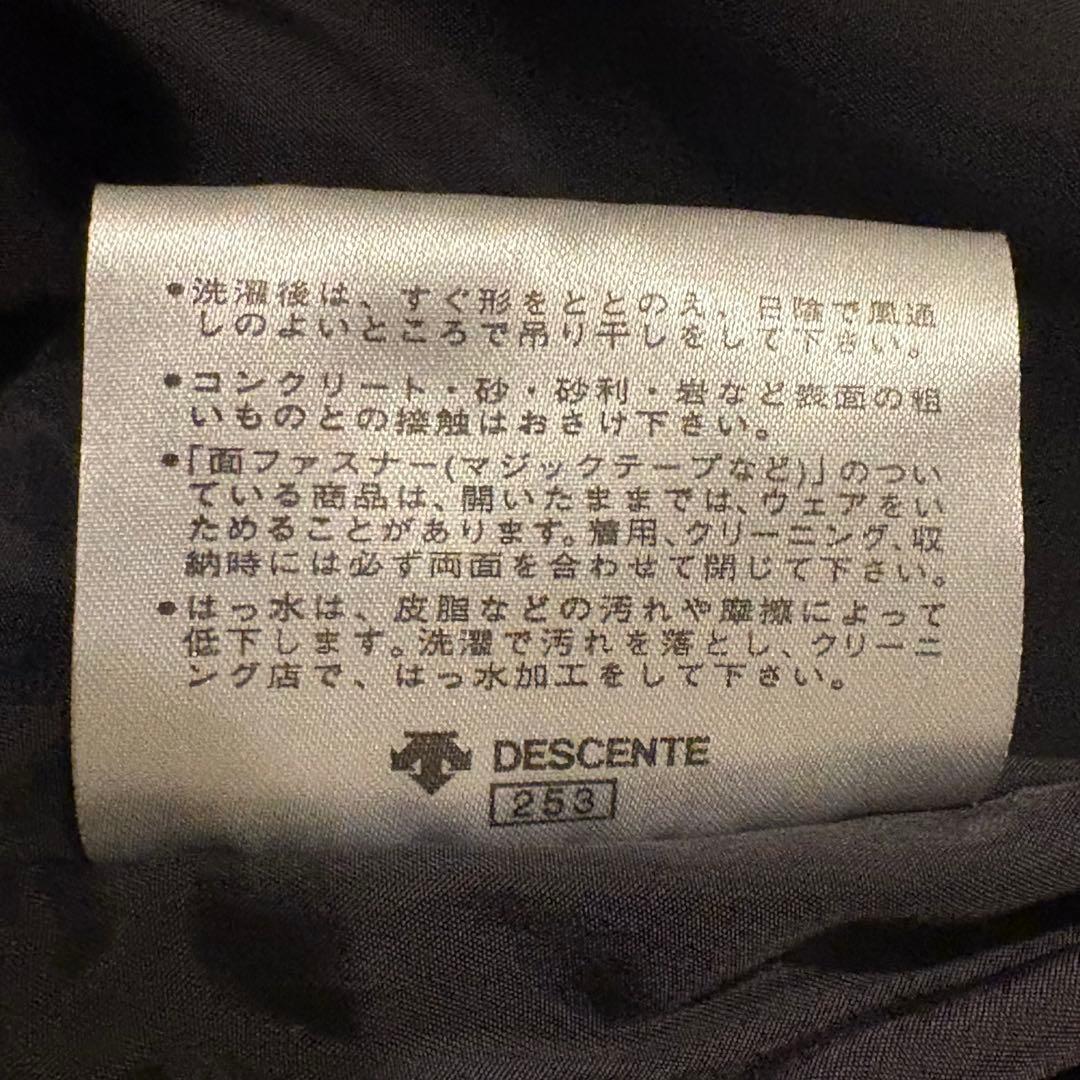 •洗濯後は、すぐ形をととのえ、日陰で風通
しのよいところで吊り干しをして下さい。
•コンクリート・砂・砂利・岩など表面の粗
いものとの接触はおさけ下さい。
•「面ファスナー(マジックテープなど)」のつい
ている商品は、開いたままでは、ウェアをい
ためることがあります。着用、クリーニング、収
納時には必ず両面を合わせて閉じて下さい。
•はっ水は、皮脂などの汚れや摩擦によって
低下します。洗濯で汚れを落とし、クリーニ
ング店で、はっ水加工をして下さい。
DESCENTE
253